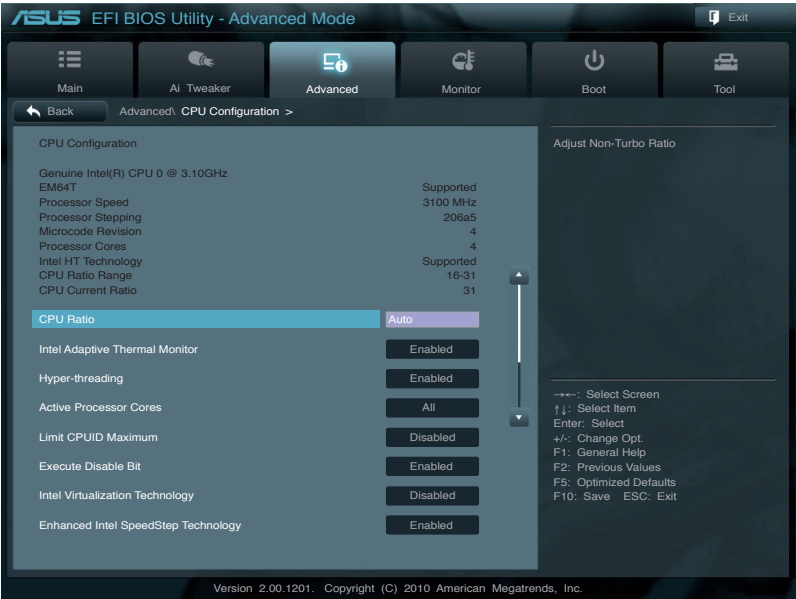 ASUS EFI BIOS Utility - Advanced Mode
Exit
Main
Ai Tweaker
Advanced
Monitor
Boot
Tool
Back
Advanced\ CPU Configuration >
CPU Configuration
Genuine Intel(R) CPU 0 @ 3.10GHz
EM64T Supported
Processor Speed 3100 MHz
Processor Stepping 206a5
Microcode Revision 4
Processor Cores 4
Intel HT Technology Supported
CPU Ratio Range 16-31
CPU Current Ratio 31
CPU Ratio Auto
Intel Adaptive Thermal Monitor Enabled
Hyper-threading Enabled
Active Processor Cores All
Limit CPUID Maximum Disabled
Execute Disable Bit Enabled
Intel Virtualization Technology Disabled
Enhanced Intel SpeedStep Technology Enabled
Adjust Non-Turbo Ratio
→←: Select Screen
↑↓: Select Item
Enter: Select
+/-: Change Opt.
F1: General Help
F2: Previous Values
F5: Optimized Defaults
F10: Save ESC: Exit
Version 2.00.1201. Copyright (C) 2010 American Megatrends, Inc.